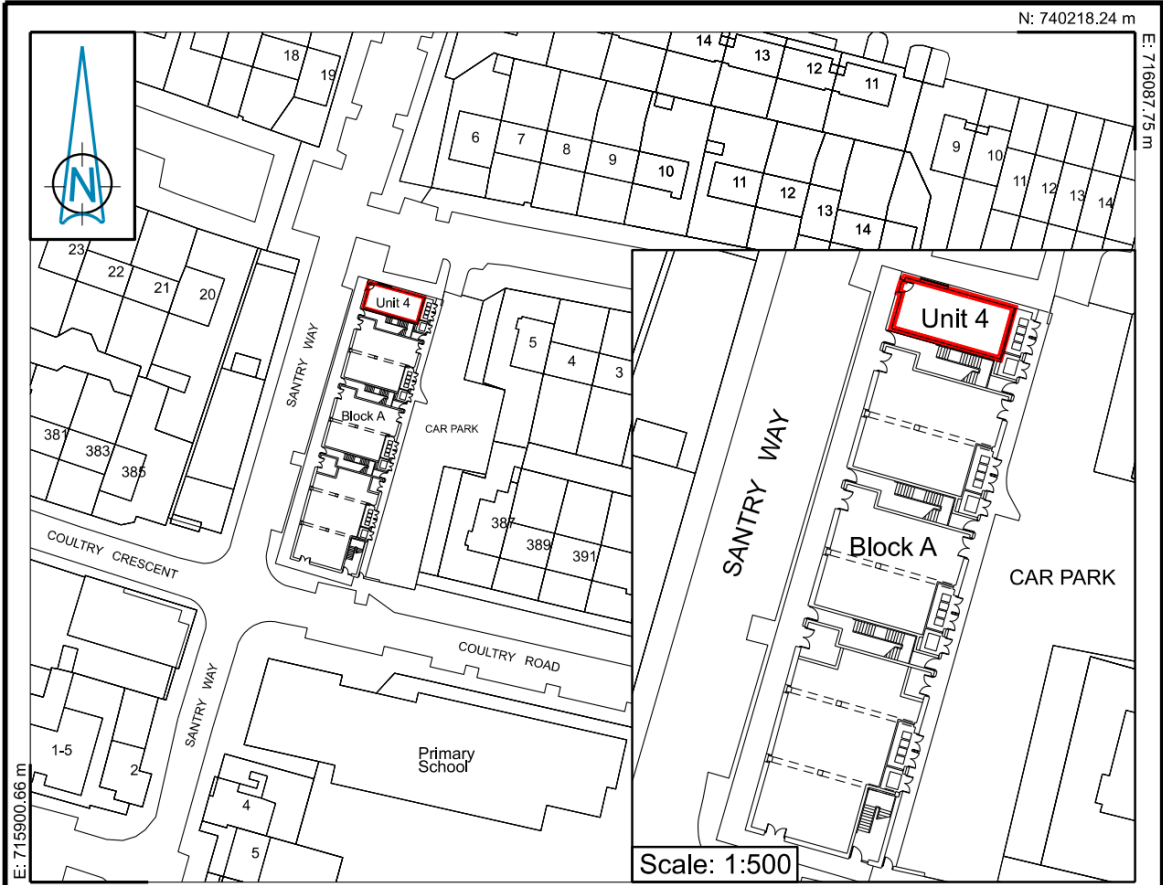 N: 740218.24 m
E: 716087.75 m
N
18
19
14
13
12
11
6
7
8
9
10
11
12
13
14
9
10
11
12
13
14
23
22
21
20
Unit 4
5
4
3
SANTRY WAY
Block A
CAR PARK
381
383
385
387
389
391
COULTRY CRESCENT
COULTRY ROAD
SANTRY WAY
Primary
School
1-5
2
4
5
E: 715900.66 m
Unit 4
SANTRY WAY
Block A
CAR PARK
Scale: 1:500